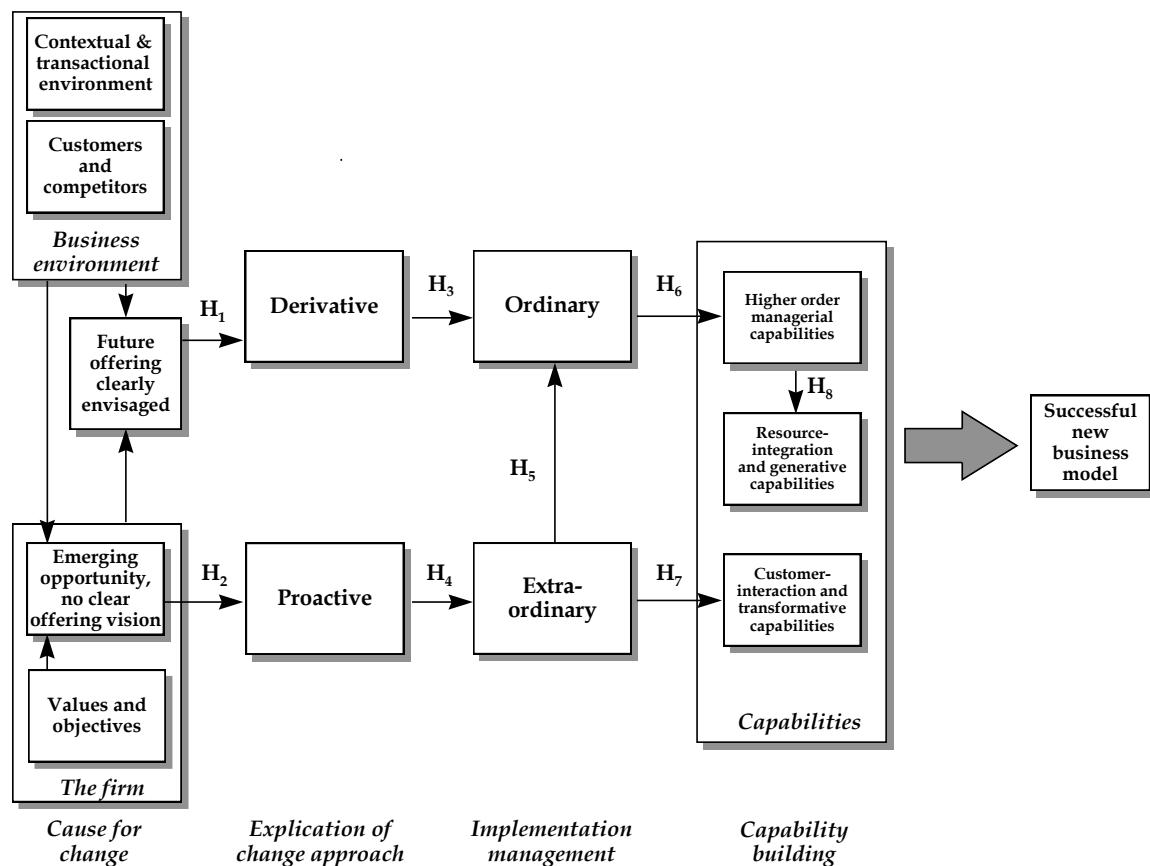 Contextual &
transactional
environment
Customers
and
competitors
Business
environment
Future
offering
clearly
envisaged
H1
Derivative
H3
Ordinary
H6
Higher order
managerial
capabilities
H8
Resource-
integration
and generative
capabilities
H5
Successful
new
business
model
Emerging
opportunity,
no clear
offering vision
H2
Proactive
H4
Extra-
ordinary
H7
Customer-
interaction and
transformative
capabilities
Values and
objectives
The firm
Capabilities
Cause for
change
Explication of
change approach
Implementation
management
Capability
building